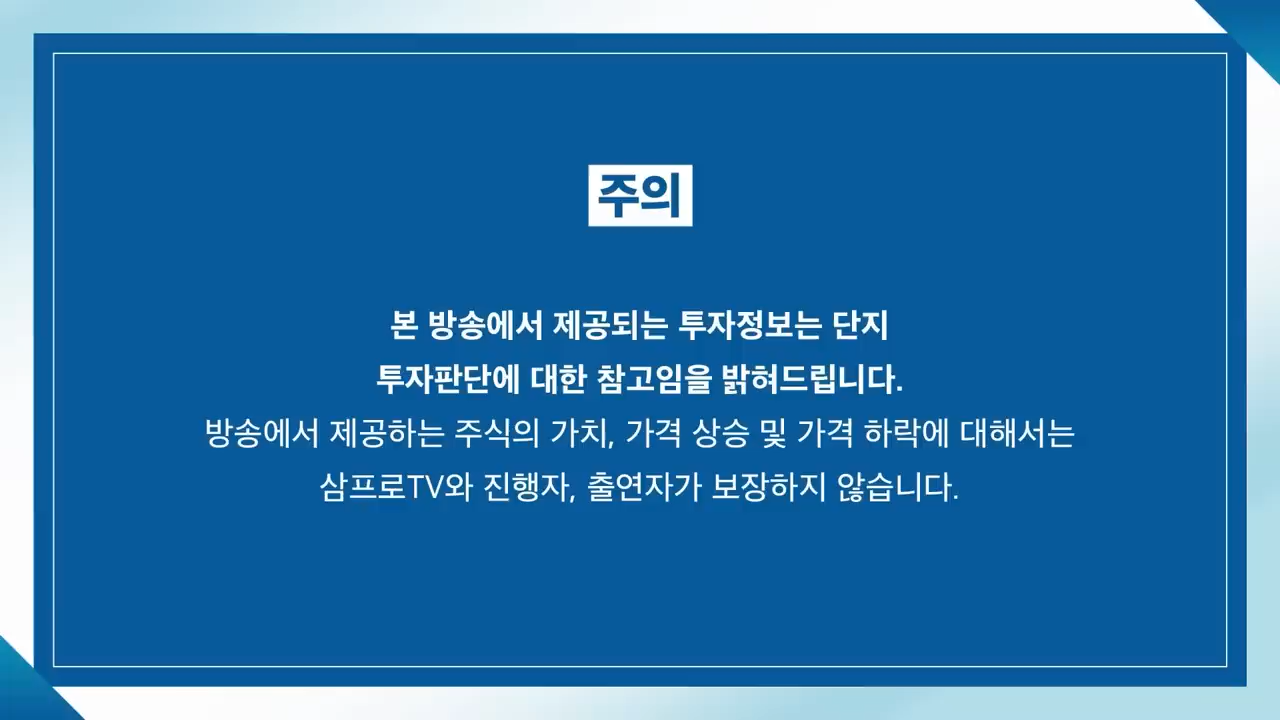 주의
본 방송에서 제공되는 투자정보는 단지
투자판단에 대한 참고임을 밝혀드립니다.
방송에서 제공하는 주식의 가치, 가격 상승 및 가격 하락에 대해서는
삼프로TV와 진행자, 출연자가 보장하지 않습니다.